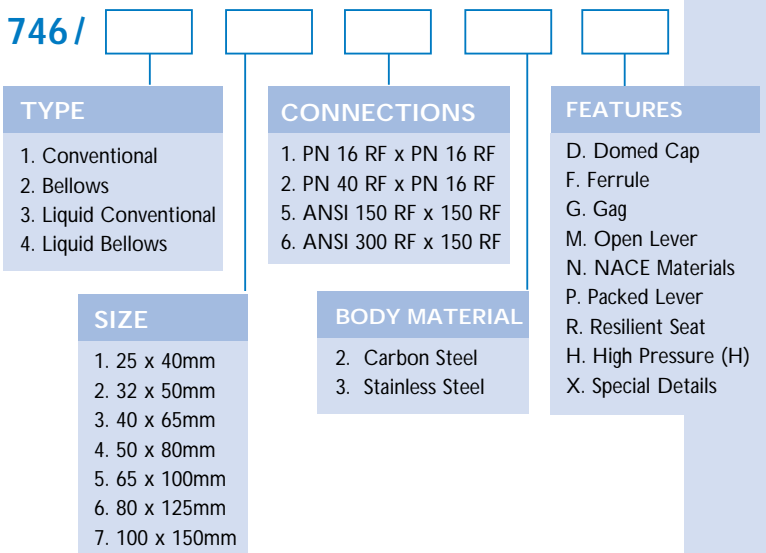 746/
TYPE
1. Conventional
2. Bellows
3. Liquid Conventional
4. Liquid Bellows
SIZE
1. 25 x 40mm
2. 32 x 50mm
3. 40 x 65mm
4. 50 x 80mm
5. 65 x 100mm
6. 80 x 125mm
7. 100 x 150mm
CONNECTIONS
1. PN 16 RF x PN 16 RF
2. PN 40 RF x PN 16 RF
5. ANSI 150 RF x 150 RF
6. ANSI 300 RF x 150 RF
BODY MATERIAL
2. Carbon Steel
3. Stainless Steel
FEATURES
D. Domed Cap
F. Ferrule
G. Gag
M. Open Lever
N. NACE Materials
P. Packed Lever
R. Resilient Seat
H. High Pressure (H)
X. Special Details